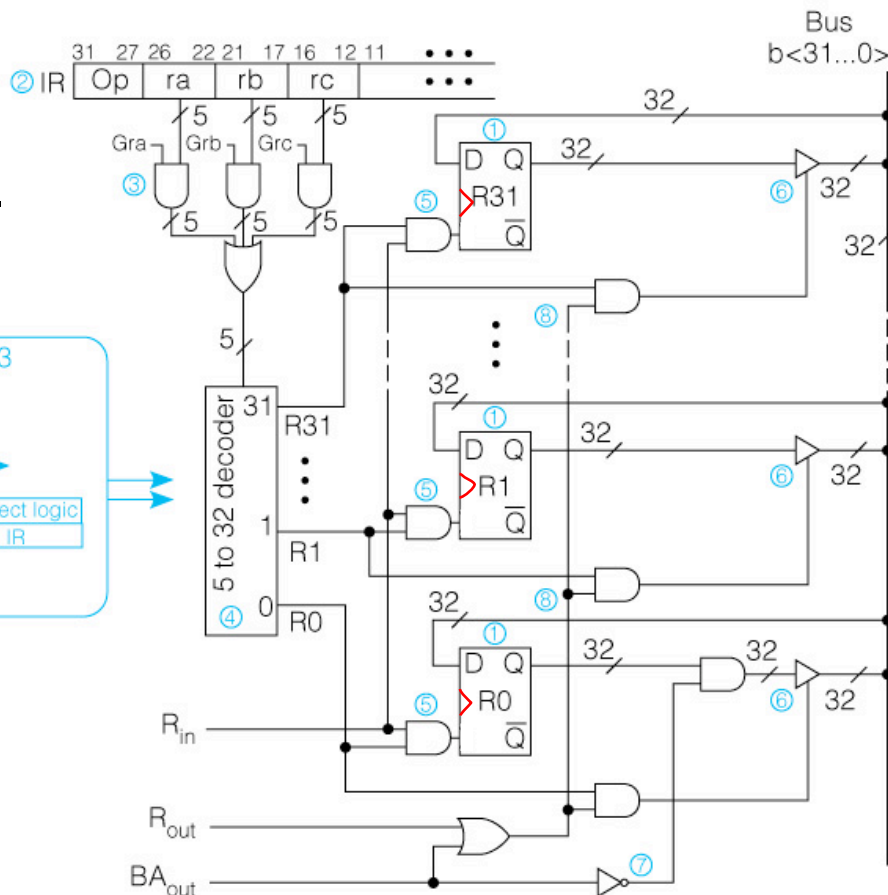 Bus
b<31...0>
31 27 26 22 21 17 16 12 11
② IR Op ra rb rc
5 5 5
Gra Grb Grc
③
5 5 5
32
①
D Q
32
⑥
32
R31
⑤
Q
32
⑧
5
3
31
R31
5 to 32 decoder
32
①
D Q
32
⑥
32
R1
⑤
Q
ect logic
IR
1
R1
⑧
④
0
R0
32
①
D Q
32
32
⑥
32
R0
⑤
Q
Rin
Rout
⑦
BAout